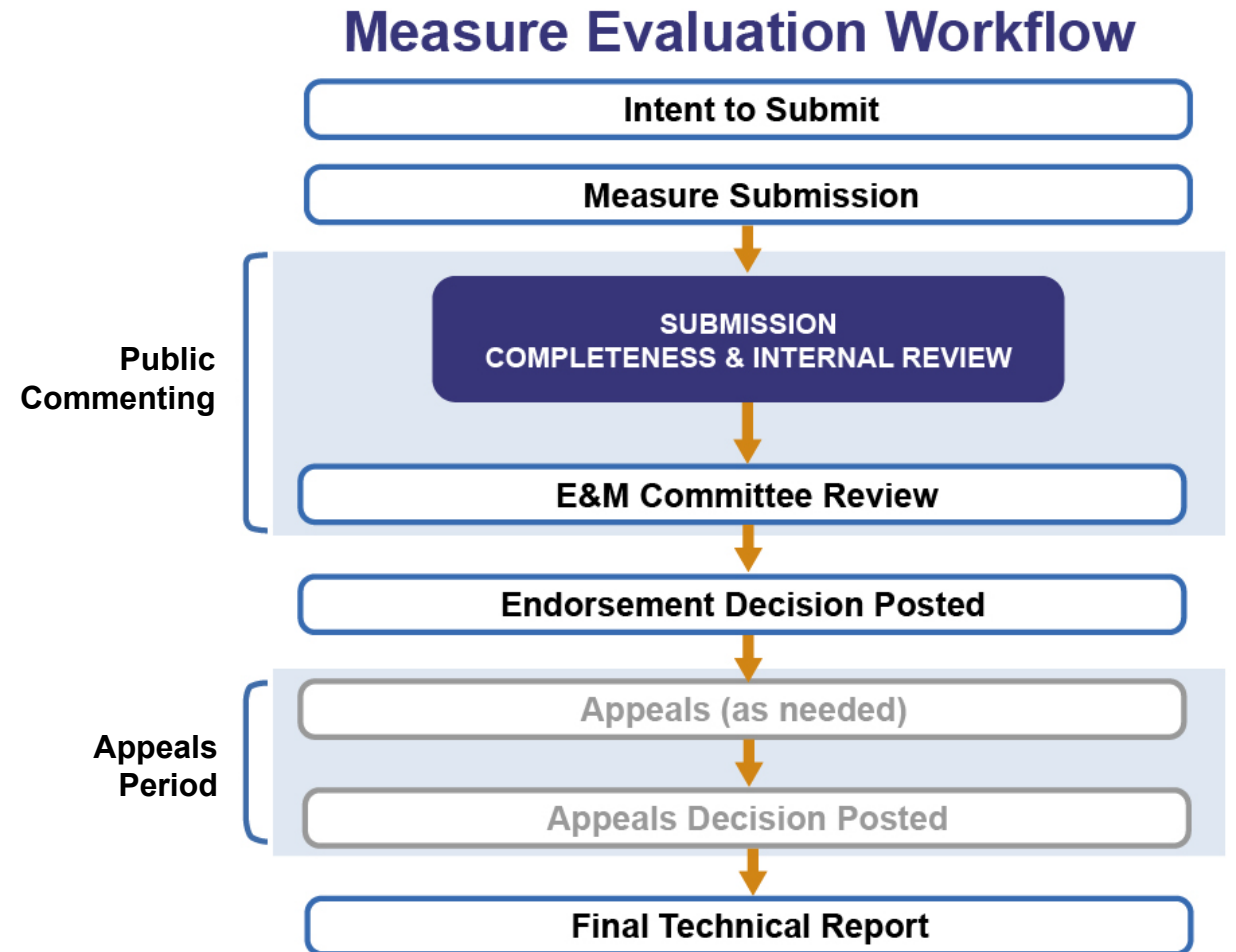 Measure Evaluation Workflow
Intent to Submit
Measure Submission
Public
Commenting
SUBMISSION
COMPLETENESS & INTERNAL REVIEW
E&M Committee Review
Endorsement Decision Posted
Appeals
Period
Appeals (as needed)
Appeals Decision Posted
Final Technical Report